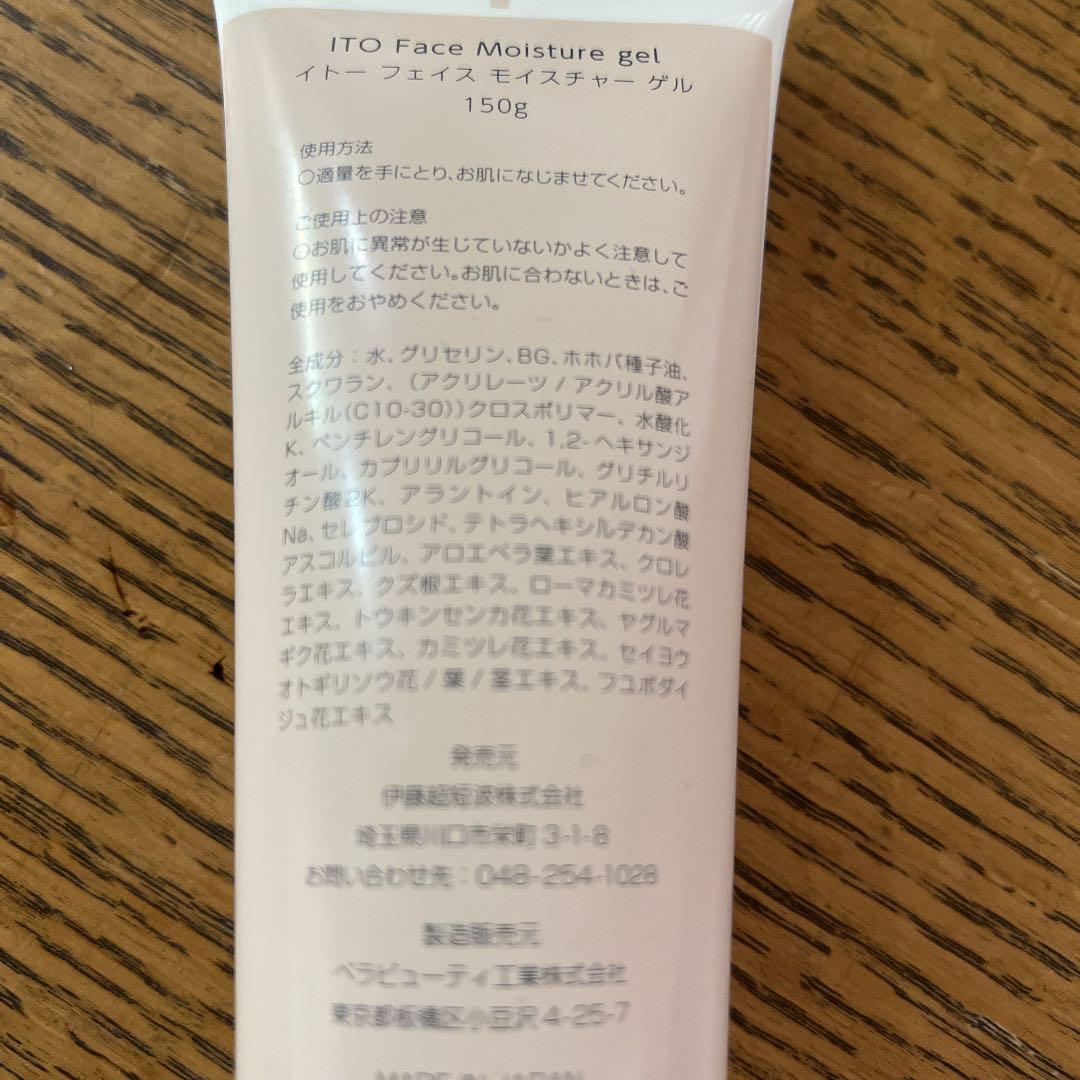 ITO Face Moisture gel
イトー フェイス モイスチャー ゲル
150g
使用方法
○適量を手にとり、お肌になじませてください。
ご使用上の注意
○お肌に異常が生じていないかよく注意して
使用してください。お肌に合わないときは、ご
使用をおやめください。
全成分：水、グリセリン、BG、ホホバ種子油、
スクワラン、（アクリレーツ / アクリル酸ア
ルキル(C10-30)）クロスポリマー、水酸化
K、ペンチレングリコール、1,2-ヘキサンジ
オール、カプリリルグリコール、グリチルリ
チン酸2K、アラントイン、ヒアルロン酸
Na、セレブロシド、テトラヘキシルデカン酸
アスコルビル、アロエベラ葉エキス、クロレ
ラエキス、クズ根エキス、ローマカミツレ花
エキス、トウキンセンカ花エキス、ヤグルマ
ギク花エキス、カミツレ花エキス、セイヨウ
オトギリソウ花 / 葉 / 茎エキス、フユボダイ
ジュ花エキス
発売元
伊藤超短波株式会社
埼玉県川口市栄町 3-1-8
お問い合わせ先：048-254-1028
製造販売元
ベラビューティ工業株式会社
東京都板橋区小豆沢 4-25-7
MADE IN JAPAN